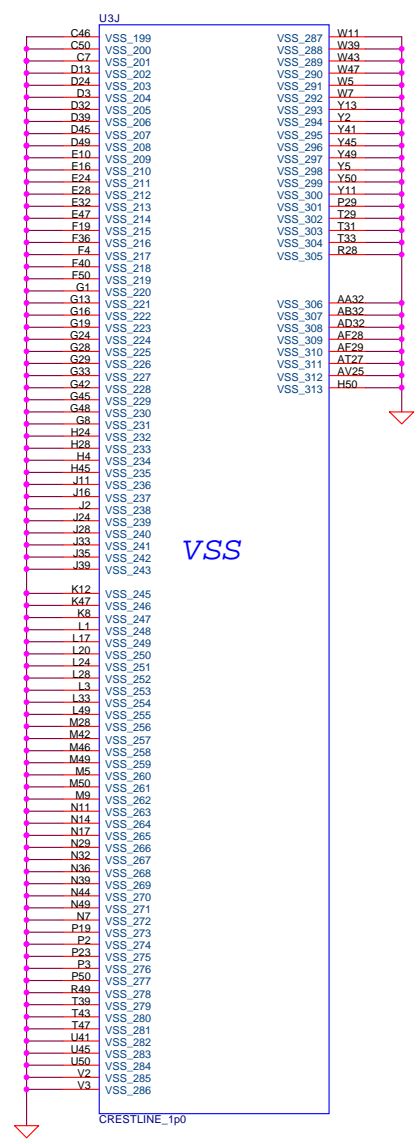 U3J
C46 VSS_199
C50 VSS_200
C7 VSS_201
D13 VSS_202
D24 VSS_203
D3 VSS_204
D32 VSS_205
D39 VSS_206
D45 VSS_207
D49 VSS_208
E10 VSS_209
E16 VSS_210
E24 VSS_211
E28 VSS_212
E32 VSS_213
E47 VSS_214
F19 VSS_215
F36 VSS_216
F4 VSS_217
F40 VSS_218
F50 VSS_219
G1 VSS_220
G13 VSS_221
G16 VSS_222
G19 VSS_223
G24 VSS_224
G28 VSS_225
G29 VSS_226
G33 VSS_227
G42 VSS_228
G45 VSS_229
G48 VSS_230
G8 VSS_231
H24 VSS_232
H28 VSS_233
H4 VSS_234
H45 VSS_235
J11 VSS_236
J16 VSS_237
J2 VSS_238
J24 VSS_239
J28 VSS_240
J33 VSS_241
J35 VSS_242
J39 VSS_243
K12 VSS_245
K47 VSS_246
K8 VSS_247
L1 VSS_248
L17 VSS_249
L20 VSS_250
L24 VSS_251
L28 VSS_252
L3 VSS_253
L33 VSS_254
L49 VSS_255
M28 VSS_256
M42 VSS_257
M46 VSS_258
M49 VSS_259
M5 VSS_260
M50 VSS_261
M9 VSS_262
N11 VSS_263
N14 VSS_264
N17 VSS_265
N29 VSS_266
N32 VSS_267
N36 VSS_268
N39 VSS_269
N44 VSS_270
N49 VSS_271
N7 VSS_272
P19 VSS_273
P2 VSS_274
P23 VSS_275
P3 VSS_276
P50 VSS_277
R49 VSS_278
T39 VSS_279
T43 VSS_280
T47 VSS_281
U41 VSS_282
U45 VSS_283
U50 VSS_284
V2 VSS_285
V3 VSS_286
VSS
VSS_287 W11
VSS_288 W39
VSS_289 W43
VSS_290 W47
VSS_291 W5
VSS_292 W7
VSS_293 Y13
VSS_294 Y2
VSS_295 Y41
VSS_296 Y45
VSS_297 Y49
VSS_298 Y5
VSS_299 Y50
VSS_300 Y11
VSS_301 P29
VSS_302 T29
VSS_303 T31
VSS_304 T33
VSS_305 R28
VSS_306 AA32
VSS_307 AB32
VSS_308 AD32
VSS_309 AF28
VSS_310 AF29
VSS_311 AT27
VSS_312 AV25
VSS_313 H50
CRESTLINE_1p0